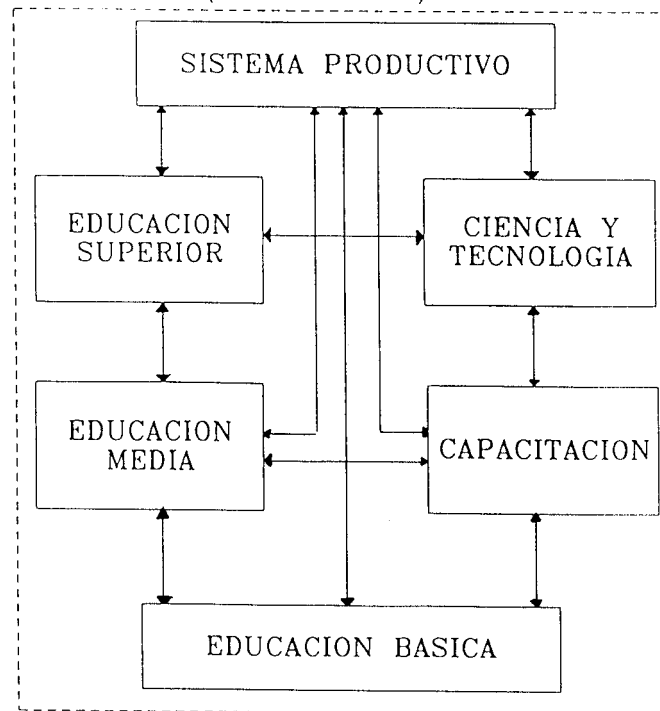 SISTEMA PRODUCTIVO
EDUCACION
SUPERIOR
CIENCIA Y
TECNOLOGIA
EDUCACION
MEDIA
CAPACITACION
EDUCACION BASICA